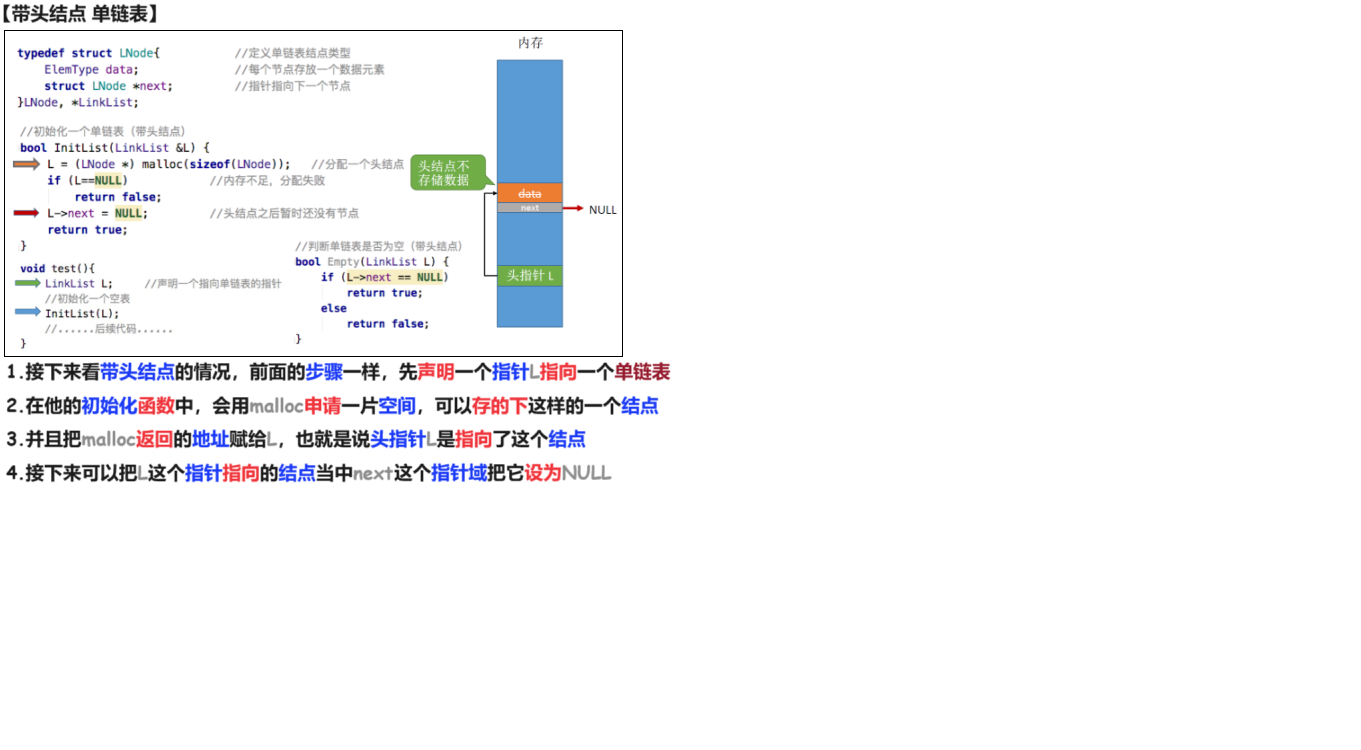 【带头结点 单链表】
内存
typedef struct LNode{ //定义单链表结点类型
ElemType data; //每个节点存放一个数据元素
struct LNode *next; //指针指向下一个节点
}LNode, *LinkList;
//初始化一个单链表（带头结点）
bool InitList(LinkList &L) {
L = (LNode *) malloc(sizeof(LNode)); //分配一个头结点
if (L==NULL) //内存不足，分配失败
return false;
L->next = NULL; //头结点之后暂时还没有节点
return true;
}
void test(){
LinkList L; //声明一个指向单链表的指针
//初始化一个空表
InitList(L);
//......后续代码......
}
//判断单链表是否为空（带头结点）
bool Empty(LinkList L) {
if (L->next == NULL)
return true;
else
return false;
}
头结点不
存储数据
data
next
NULL
头指针 L
1.接下来看带头结点的情况，前面的步骤一样，先声明一个指针L指向一个单链表
2.在他的初始化函数中，会用malloc申请一片空间，可以存的下这样的一个结点
3.并且把malloc返回的地址赋给L，也就是说头指针L是指向了这个结点
4.接下来可以把L这个指针指向的结点当中next这个指针域把它设为NULL